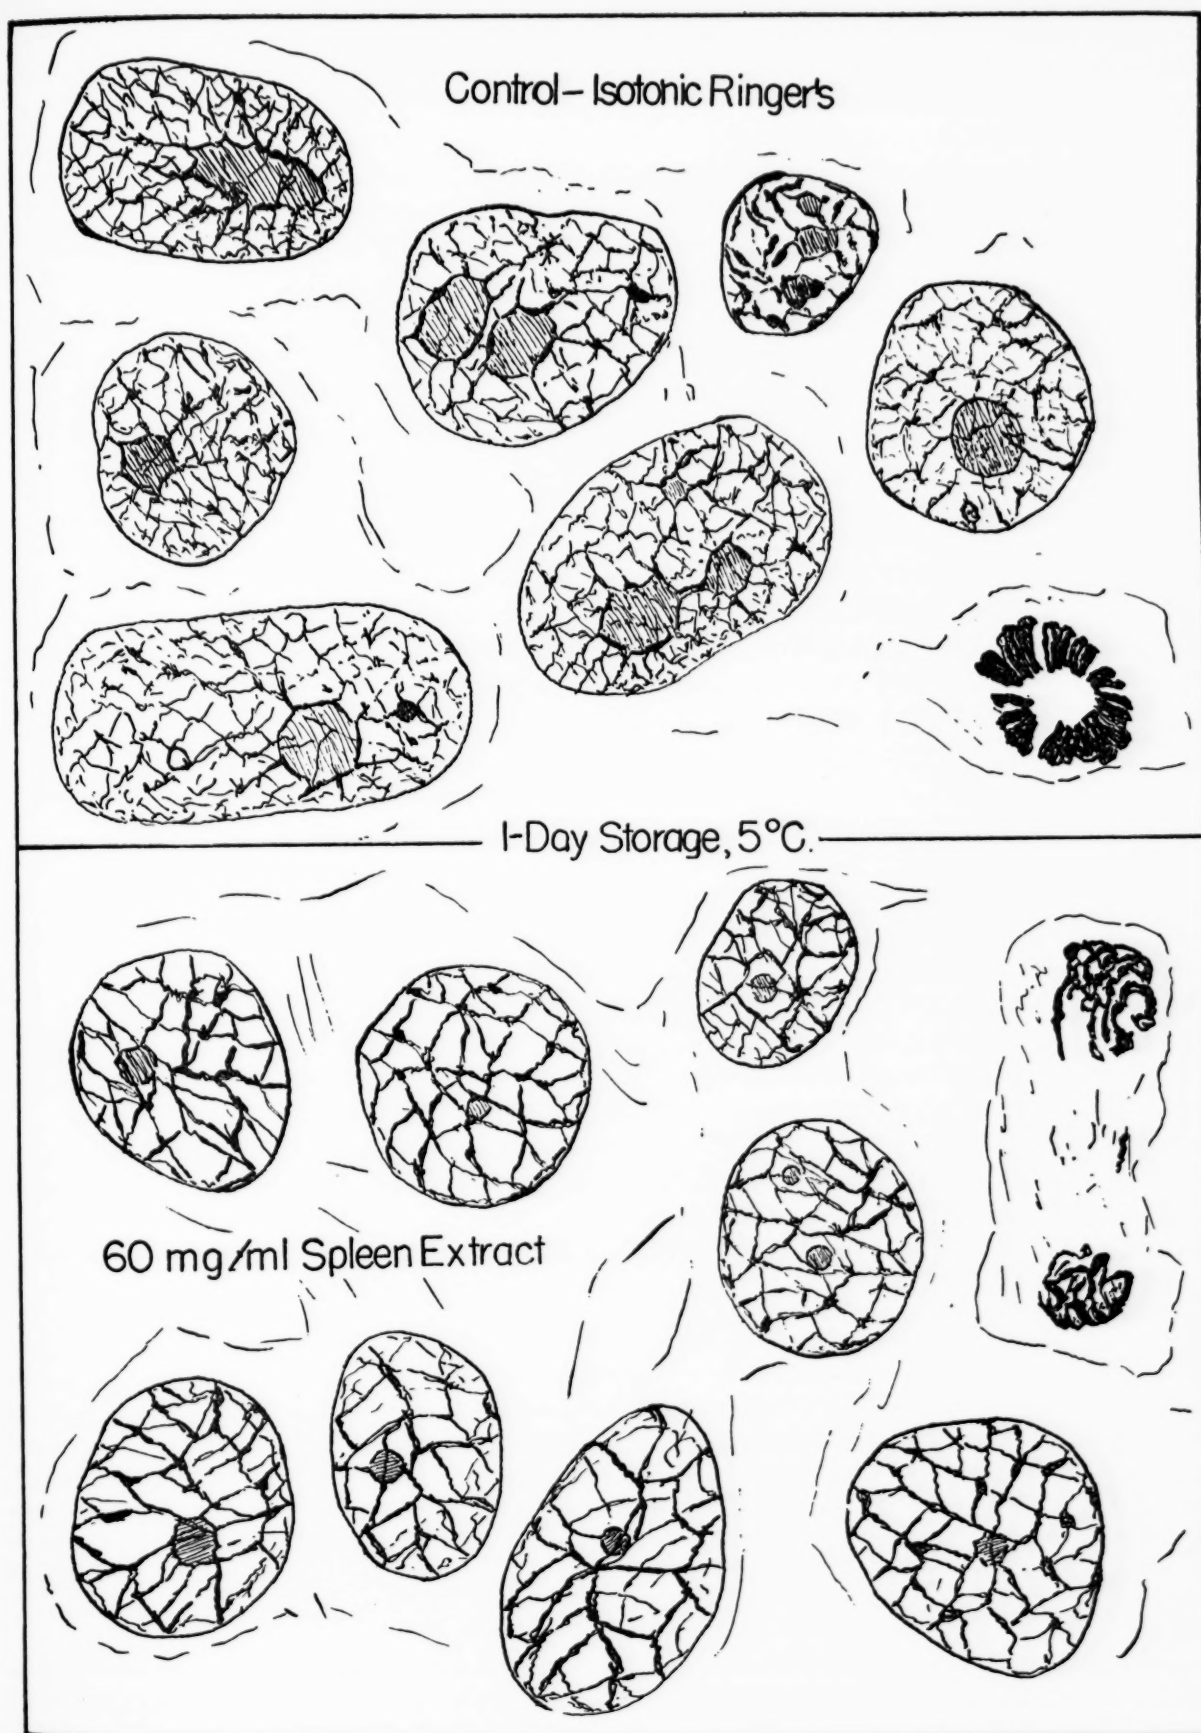 Control-Isotonic Ringer's
1-Day Storage, 5°C.
60 mg/ml Spleen Extract